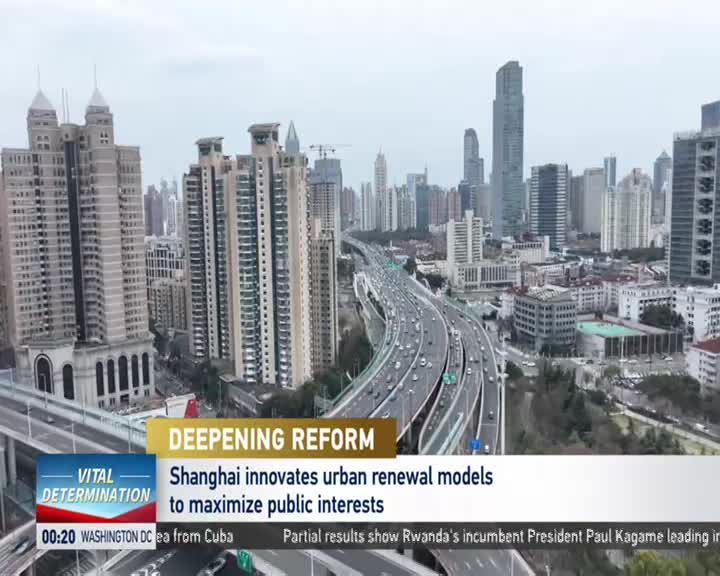 DEEPENING REFORM
VITAL
DETERMINATION
Shanghai innovates urban renewal models
to maximize public interests
00:20 WASHINGTON DC
ea from Cuba Partial results show Rwanda's incumbent President Paul Kagame leading in